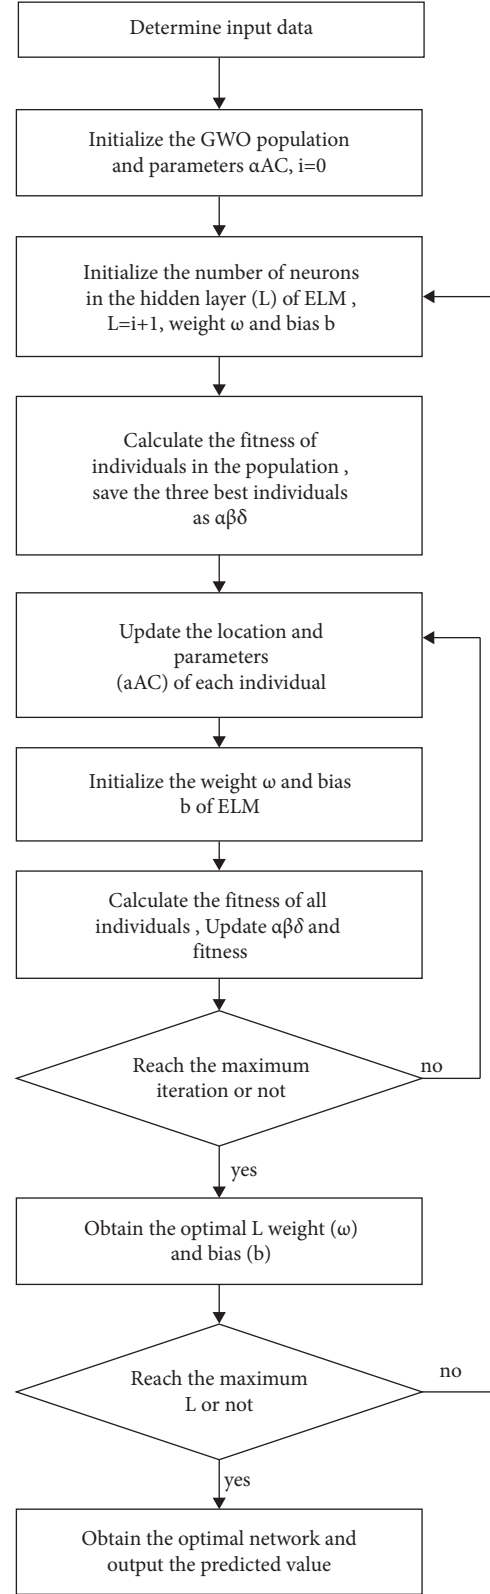 Determine input data
Initialize the GWO population
and parameters αAC, i=0
Initialize the number of neurons
in the hidden layer (L) of ELM ,
L=i+1, weight ω and bias b
Calculate the fitness of
individuals in the population ,
save the three best individuals
as αβδ
Update the location and
parameters
(aAC) of each individual
Initialize the weight ω and bias
b of ELM
Calculate the fitness of all
individuals , Update αβδ and
fitness
Reach the maximum
iteration or not
no
yes
Obtain the optimal L weight (ω)
and bias (b)
Reach the maximum
L or not
no
yes
Obtain the optimal network and
output the predicted value